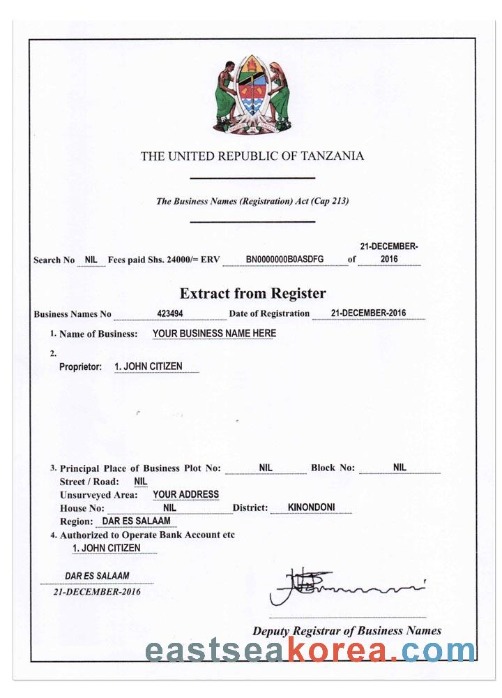 THE UNITED REPUBLIC OF TANZANIA
The Business Names (Registration) Act (Cap 213)
Search No NIL Fees paid Shs. 24000/= ERV BN0000000B0ASDFG of 21-DECEMBER-
2016
Extract from Register
Business Names No 423494 Date of Registration 21-DECEMBER-2016
1. Name of Business: YOUR BUSINESS NAME HERE
2.
Proprietor: 1. JOHN CITIZEN
3. Principal Place of Business Plot No: NIL Block No: NIL
Street / Road: NIL
Unsurveyed Area: YOUR ADDRESS
House No: NIL District: KINONDONI
Region: DAR ES SALAAM
4. Authorized to Operate Bank Account etc
1. JOHN CITIZEN
DAR ES SALAAM
21-DECEMBER-2016
Deputy Registrar of Business Names
eastseakorea.com